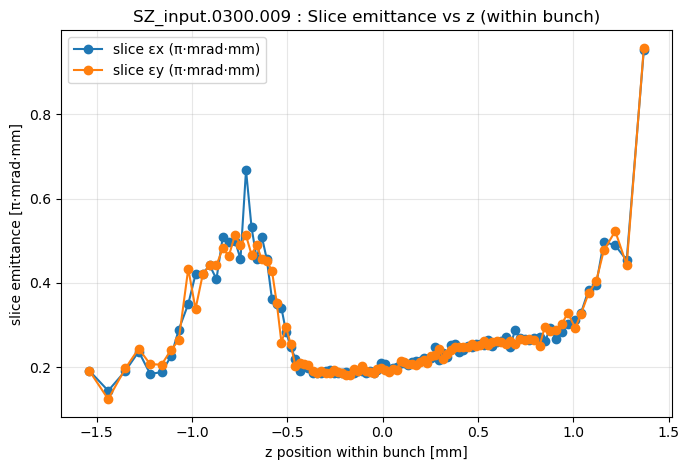 SZ_input.0300.009 : Slice emittance vs z (within bunch)
slice εx (π·mrad·mm)
slice εy (π·mrad·mm)
slice emittance [π·mrad·mm]
0.8
0.6
0.4
0.2
−1.5 −1.0 −0.5 0.0 0.5 1.0 1.5
z position within bunch [mm]